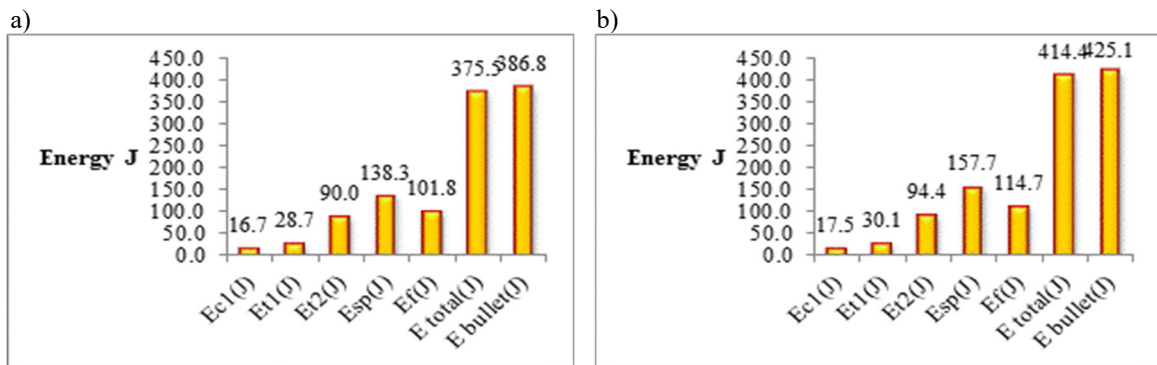 a)
450.0
400.0
350.0
300.0
250.0
200.0
150.0
100.0
50.0
0.0
Energy J
16.7
28.7
90.0
138.3
101.8
375.5
386.8
Ec1(J)
Et1(J)
Et2(J)
Esp(J)
Ef(J)
E total(J)
E bullet(J)
b)
450.0
400.0
350.0
300.0
250.0
200.0
150.0
100.0
50.0
0.0
Energy J
17.5
30.1
94.4
157.7
114.7
414.4
425.1
Ec1(J)
Et1(J)
Et2(J)
Esp(J)
Ef(J)
E total(J)
E bullet(J)